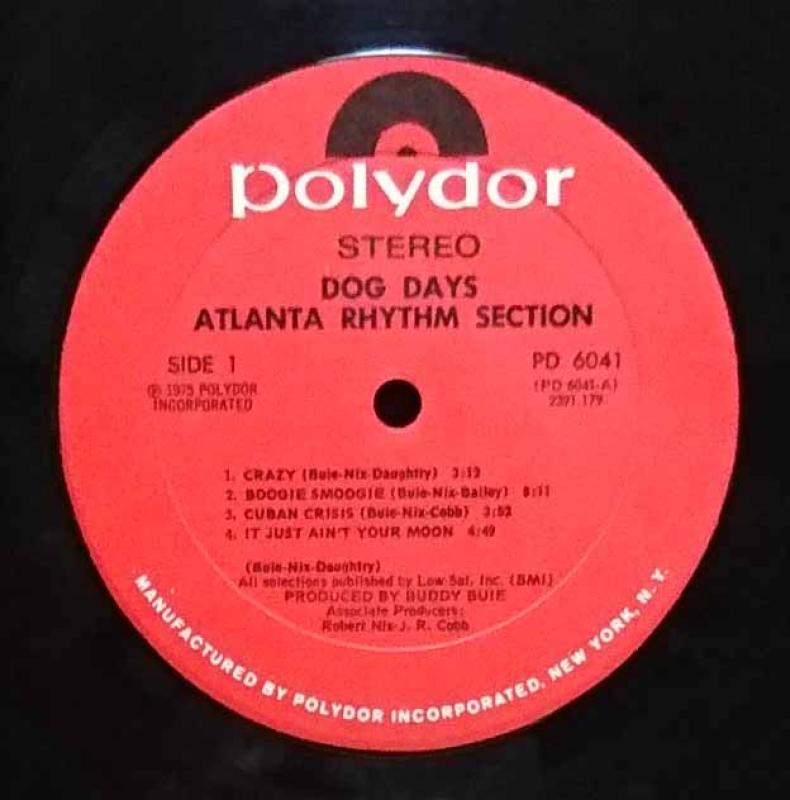 polydor
STEREO
DOG DAYS
ATLANTA RHYTHM SECTION
SIDE 1
℗ 1975 POLYDOR
INCORPORATED
PD 6041
(PD 6041-A)
2391 179
1. CRAZY (Buie-Nix-Daughtry) 3:12
2. BOOGIE SMOOGIE (Buie-Nix-Bailey) 8:11
3. CUBAN CRISIS (Buie-Nix-Cobb) 3:52
4. IT JUST AIN'T YOUR MOON 4:49
(Buie-Nix-Daughtry)
All selections published by Low-Sal, Inc. (BMI)
PRODUCED BY BUDDY BUIE
Associate Producers:
Robert Nix-J. R. Cobb
MANUFACTURED BY POLYDOR INCORPORATED, NEW YORK, N. Y.